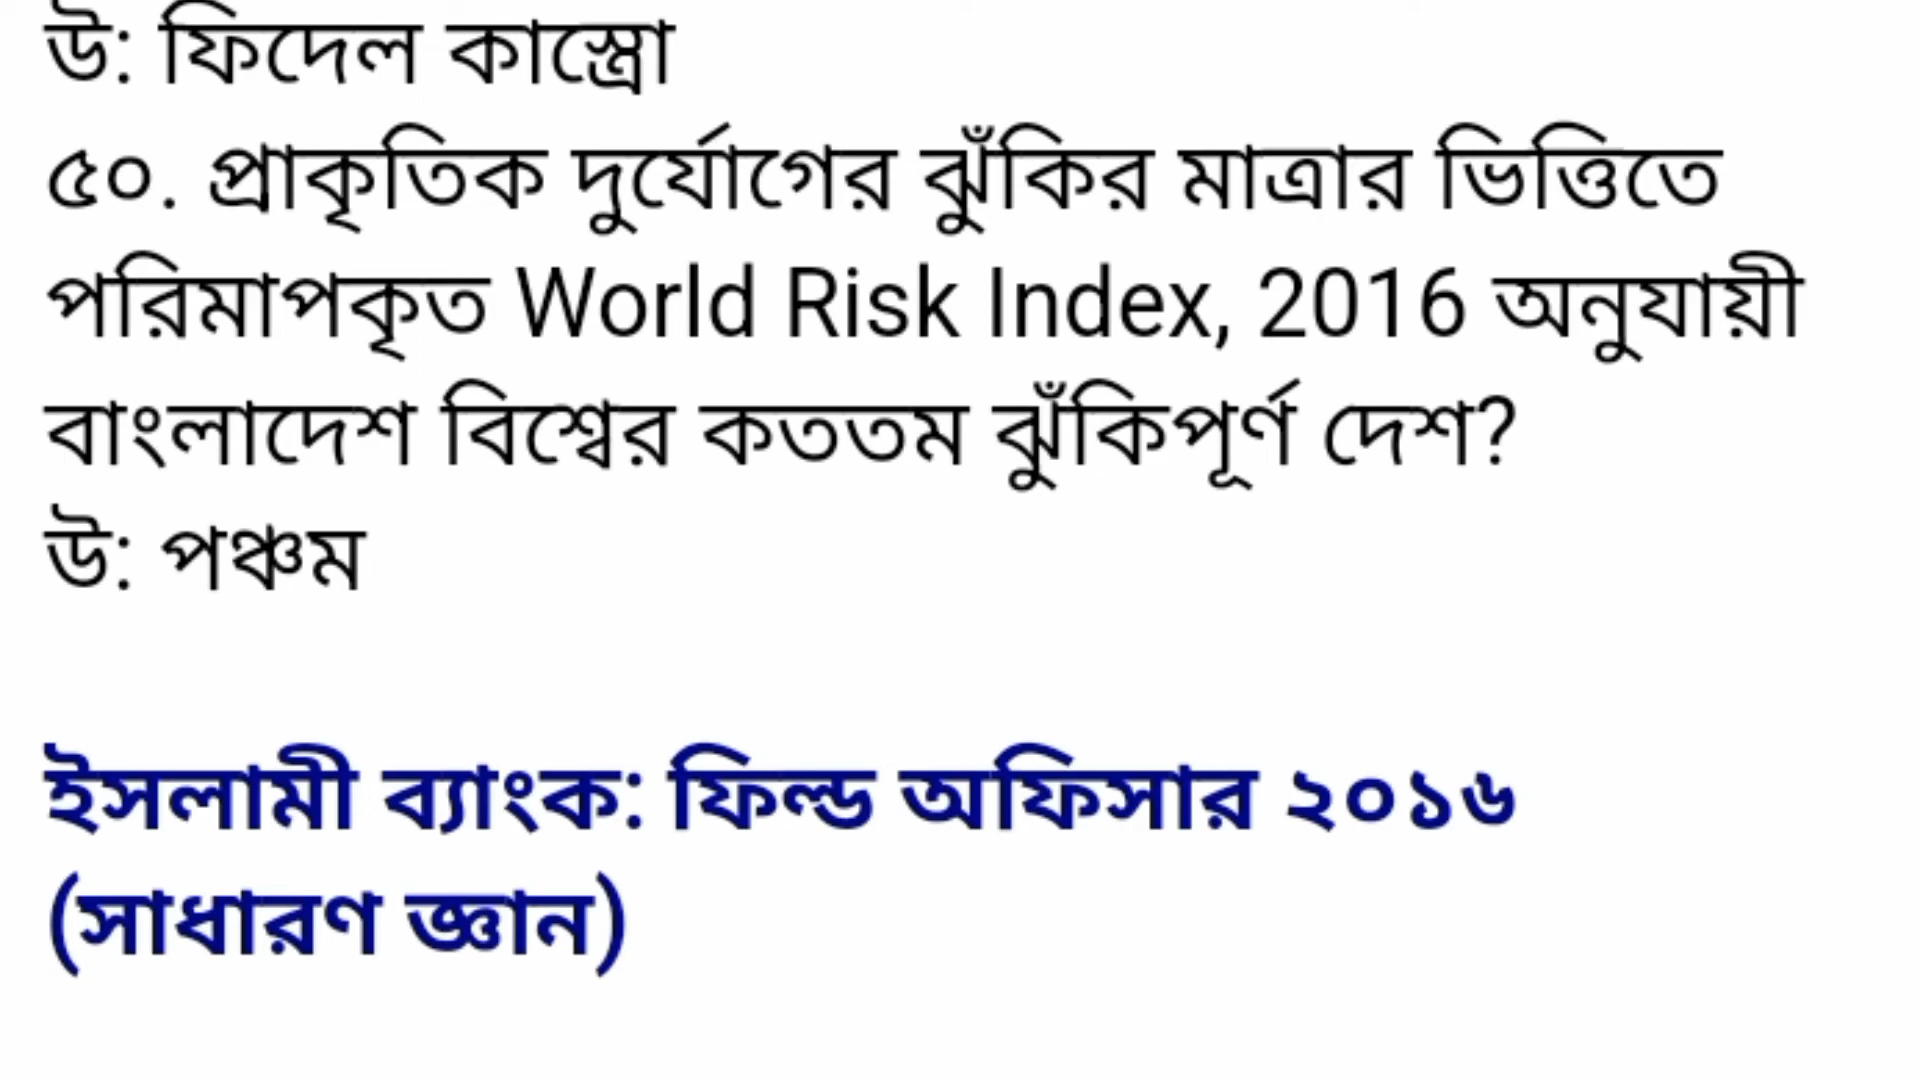 উ: ফিদেল কাস্ত্রো
৫০. প্রাকৃতিক দুর্যোগের ঝুঁকির মাত্রার ভিত্তিতে
পরিমাপকৃত World Risk Index, 2016 অনুযায়ী
বাংলাদেশ বিশ্বের কততম ঝুঁকিপূর্ণ দেশ?
উ: পঞ্চম
ইসলামী ব্যাংক: ফিল্ড অফিসার ২০১৬
(সাধারণ জ্ঞান)